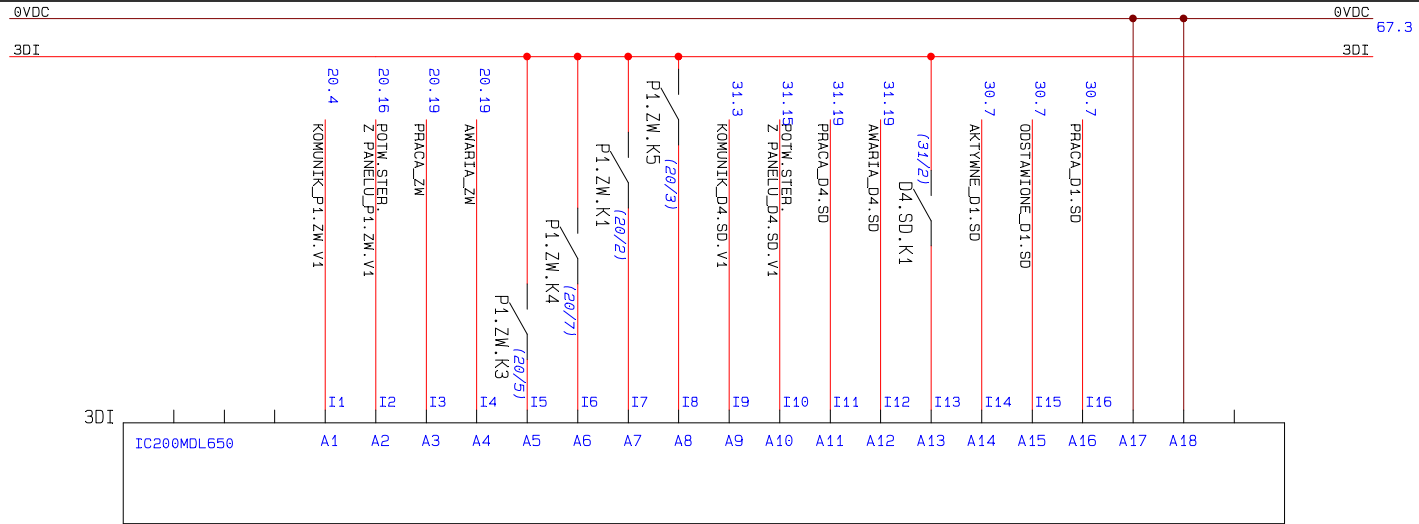 0VDC
0VDC
67.3
3DI
3DI
20.4
KOMUNIK_P1.ZW.V1
20.16
POTW.STER.
Z PANELU_P1.ZW.V1
20.19
PRACA_ZW
20.19
AWARIA_ZW
P1.ZW.K3
(20/5)
P1.ZW.K4
(20/7)
P1.ZW.K1
(20/2)
P1.ZW.K5
(20/3)
31.3
KOMUNIK_D4.SD.V1
31.15
POTW.STER.
Z PANELU_D4.SD.V1
31.19
PRACA_D4.SD
31.19
AWARIA_D4.SD
(31/2)
D4.SD.K1
30.7
AKTYWNE_D1.SD
30.7
ODSTAWIONE_D1.SD
30.7
PRACA_D1.SD
I1 I2 I3 I4 I5 I6 I7 I8 I9 I10 I11 I12 I13 I14 I15 I16
3DI
IC200MDL650 A1 A2 A3 A4 A5 A6 A7 A8 A9 A10 A11 A12 A13 A14 A15 A16 A17 A18